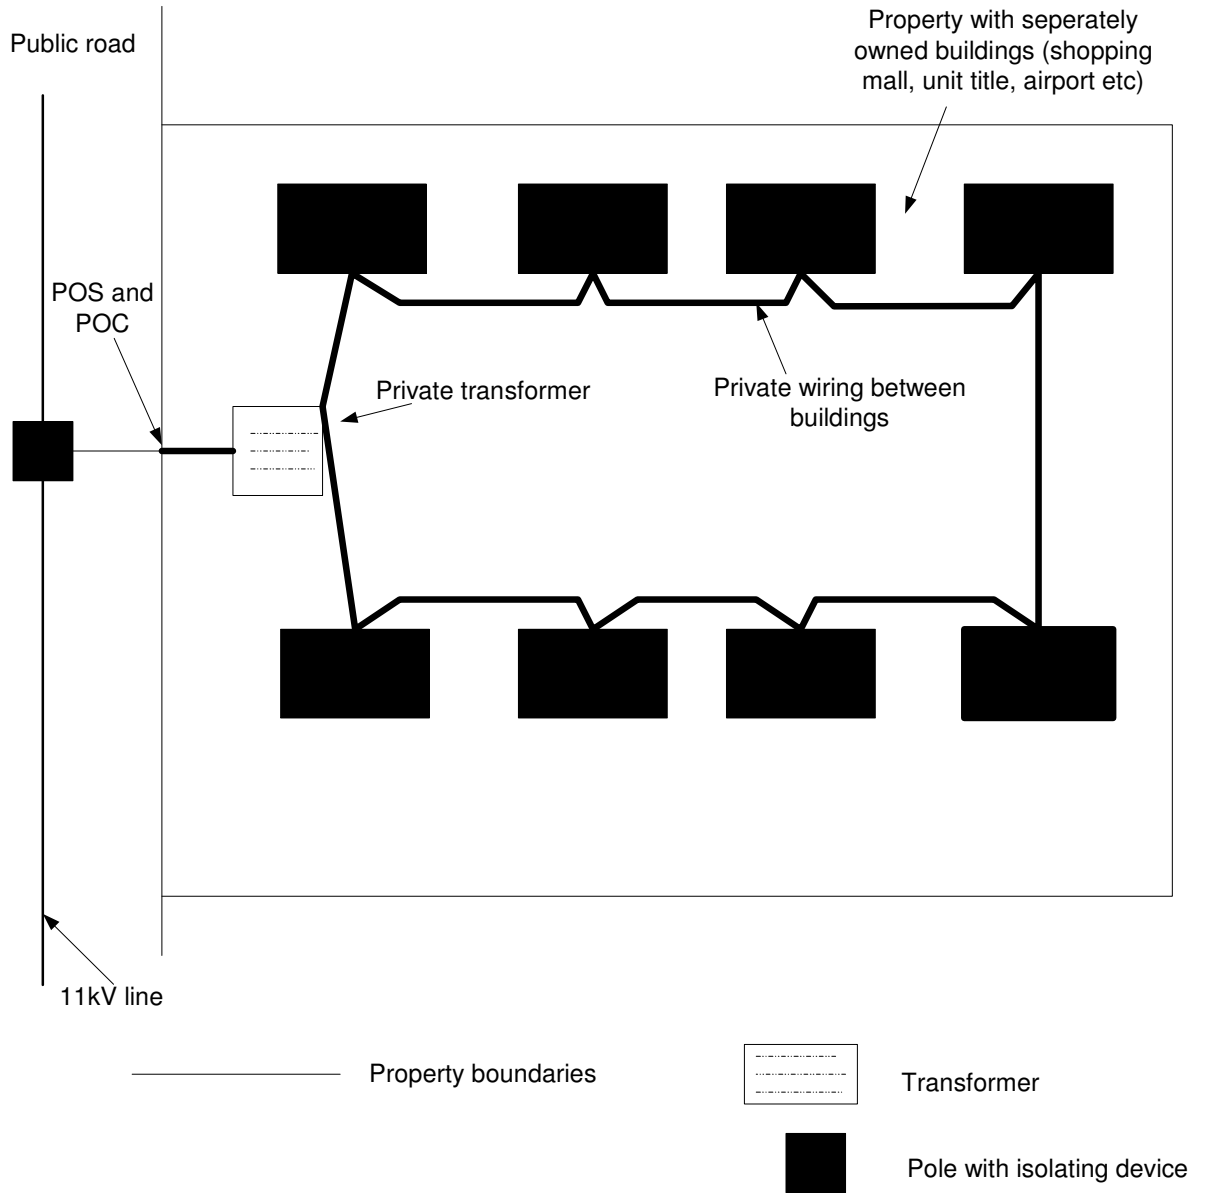 Public road
Property with seperately
owned buildings (shopping
mall, unit title, airport etc)
POS and
POC
Private transformer
Private wiring between
buildings
11kV line
Property boundaries
Transformer
Pole with isolating device